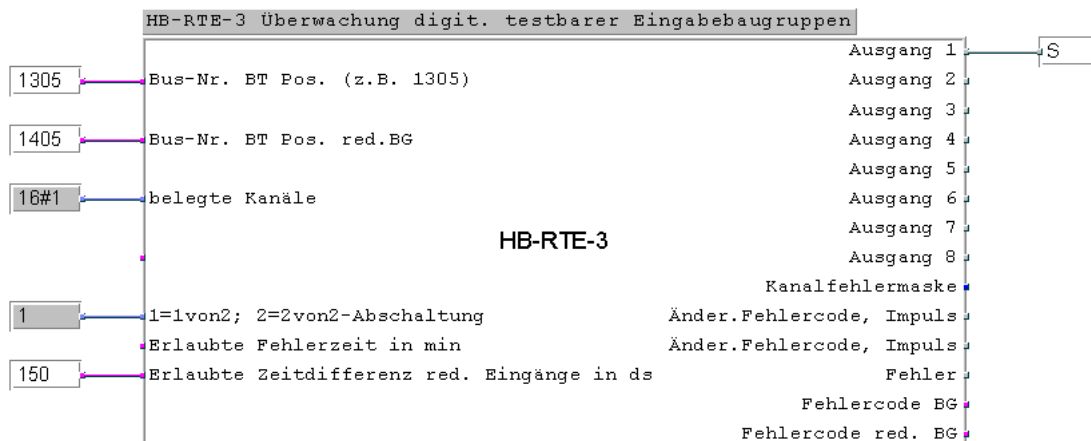 HB-RTE-3 Überwachung digit. testbarer Eingabebaugruppen
Ausgang 1 S
1305 Bus-Nr. BT Pos. (z.B. 1305) Ausgang 2
Ausgang 3
1405 Bus-Nr. BT Pos. red.BG Ausgang 4
Ausgang 5
16#1 belegte Kanäle Ausgang 6
HB-RTE-3 Ausgang 7
Ausgang 8
Kanalfehlermaske
1 1=1von2; 2=2von2-Abschaltung Änder.Fehlercode, Impuls
Erlaubte Fehlerzeit in min Änder.Fehlercode, Impuls
150 Erlaubte Zeitdifferenz red. Eingänge in ds Fehler
Fehlercode BG
Fehlercode red. BG